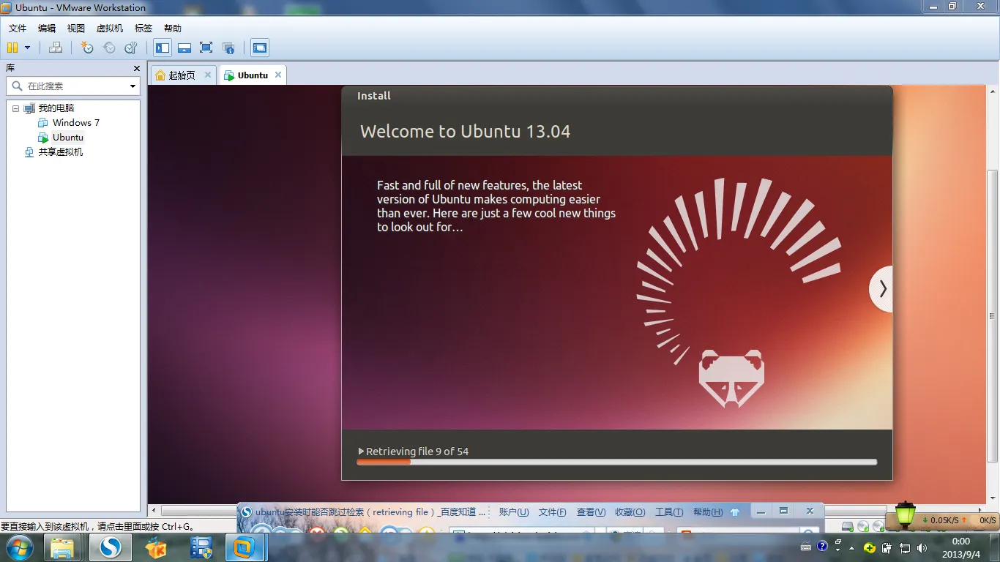 Ubuntu - VMware Workstation
文件 编辑 视图 虚拟机 标签 帮助
库
在此搜索
我的电脑
Windows 7
Ubuntu
共享虚拟机
起始页
Ubuntu
Install
Welcome to Ubuntu 13.04
Fast and full of new features, the latest
version of Ubuntu makes computing easier
than ever. Here are just a few cool new things
to look out for...
Retrieving file 9 of 54
ubuntu安装时能否跳过检索（retrieving file）_百度知道 ... 账户(U) 文件(F) 查看(V) 收藏(O) 工具(T) 帮助(H)
要直接输入到该虚拟机，请点击里面或按 Ctrl+G。
0.05K/S 0K/S
0:00
2013/9/4